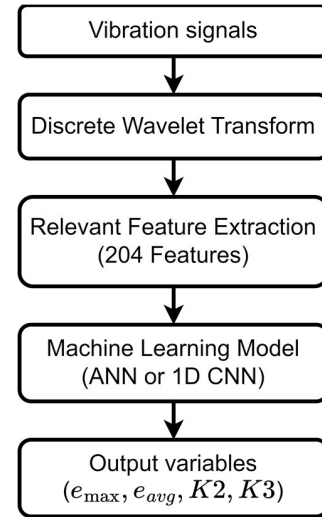 Vibration signals
Discrete Wavelet Transform
Relevant Feature Extraction
(204 Features)
Machine Learning Model
(ANN or 1D CNN)
Output variables
(e_max, e_avg, K2, K3)